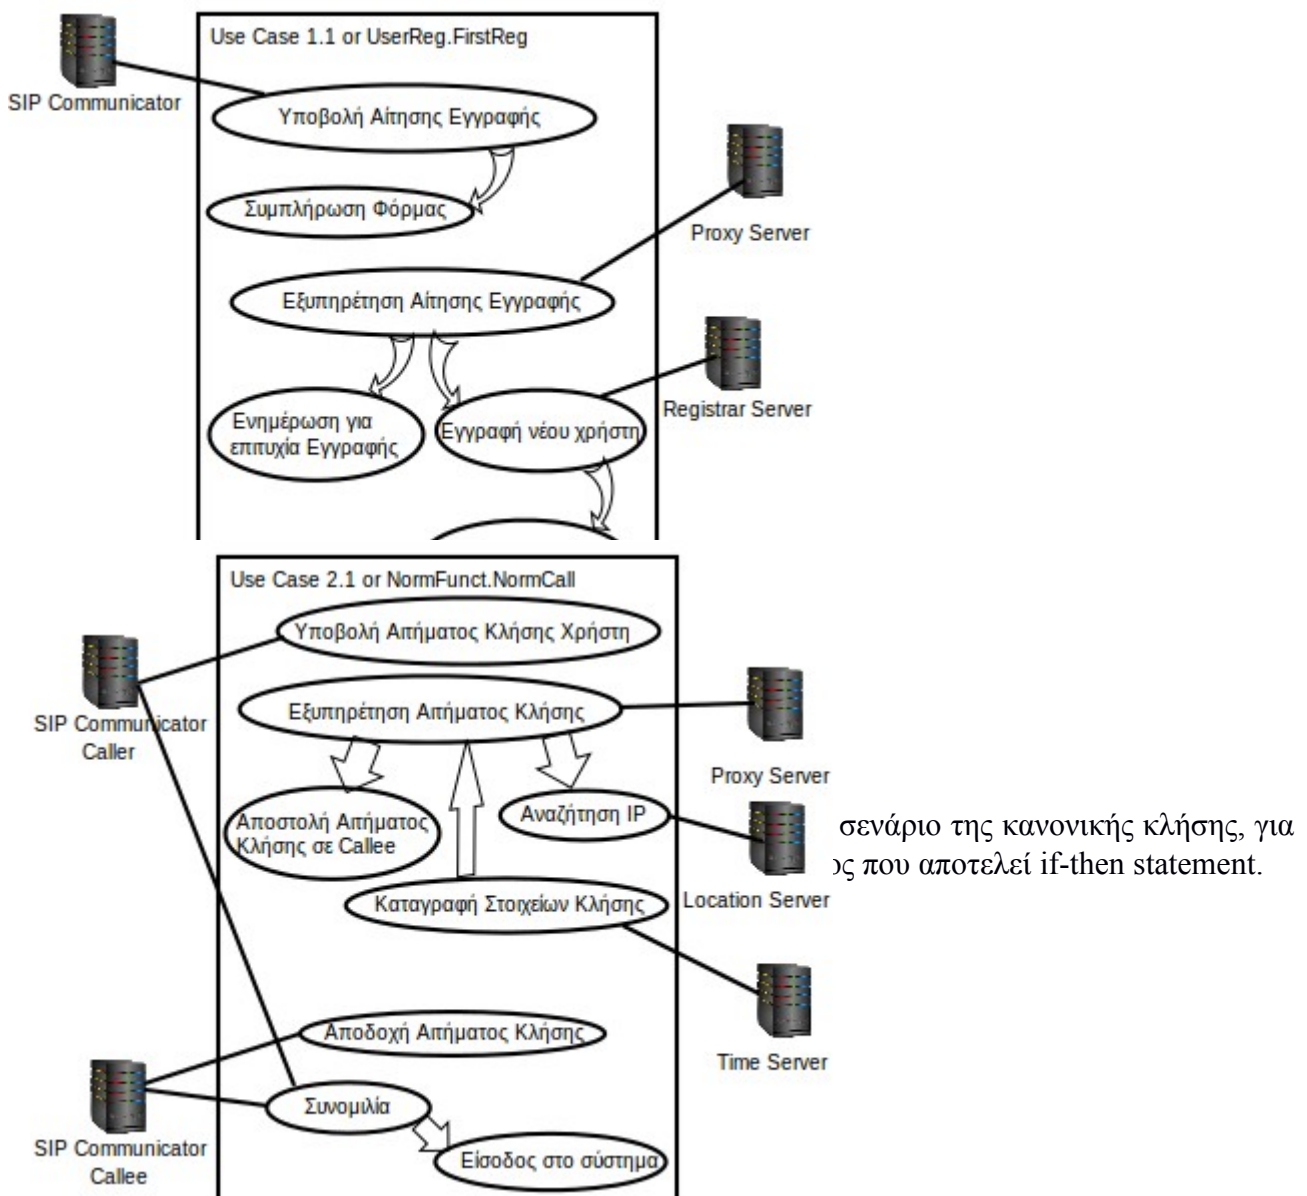 Use Case 1.1 or UserReg.FirstReg
SIP Communicator
Υποβολή Αίτησης Εγγραφής
Συμπλήρωση Φόρμας
Proxy Server
Εξυπηρέτηση Αίτησης Εγγραφής
Registrar Server
Ενημέρωση για
επιτυχία Εγγραφής
Εγγραφή νέου χρήστη
Use Case 2.1 or NormFunct.NormCall
Υποβολή Αιτήματος Κλήσης Χρήστη
SIP Communicator
Caller
Εξυπηρέτηση Αιτήματος Κλήσης
Proxy Server
Αποστολή Αιτήματος
Κλήσης σε Callee
Αναζήτηση IP
σενάριο της κανονικής κλήσης, για
που αποτελεί if-then statement.
Καταγραφή Στοιχείων Κλήσης
Location Server
Αποδοχή Αιτήματος Κλήσης
Time Server
Συνομιλία
SIP Communicator
Callee
Είσοδος στο σύστημα